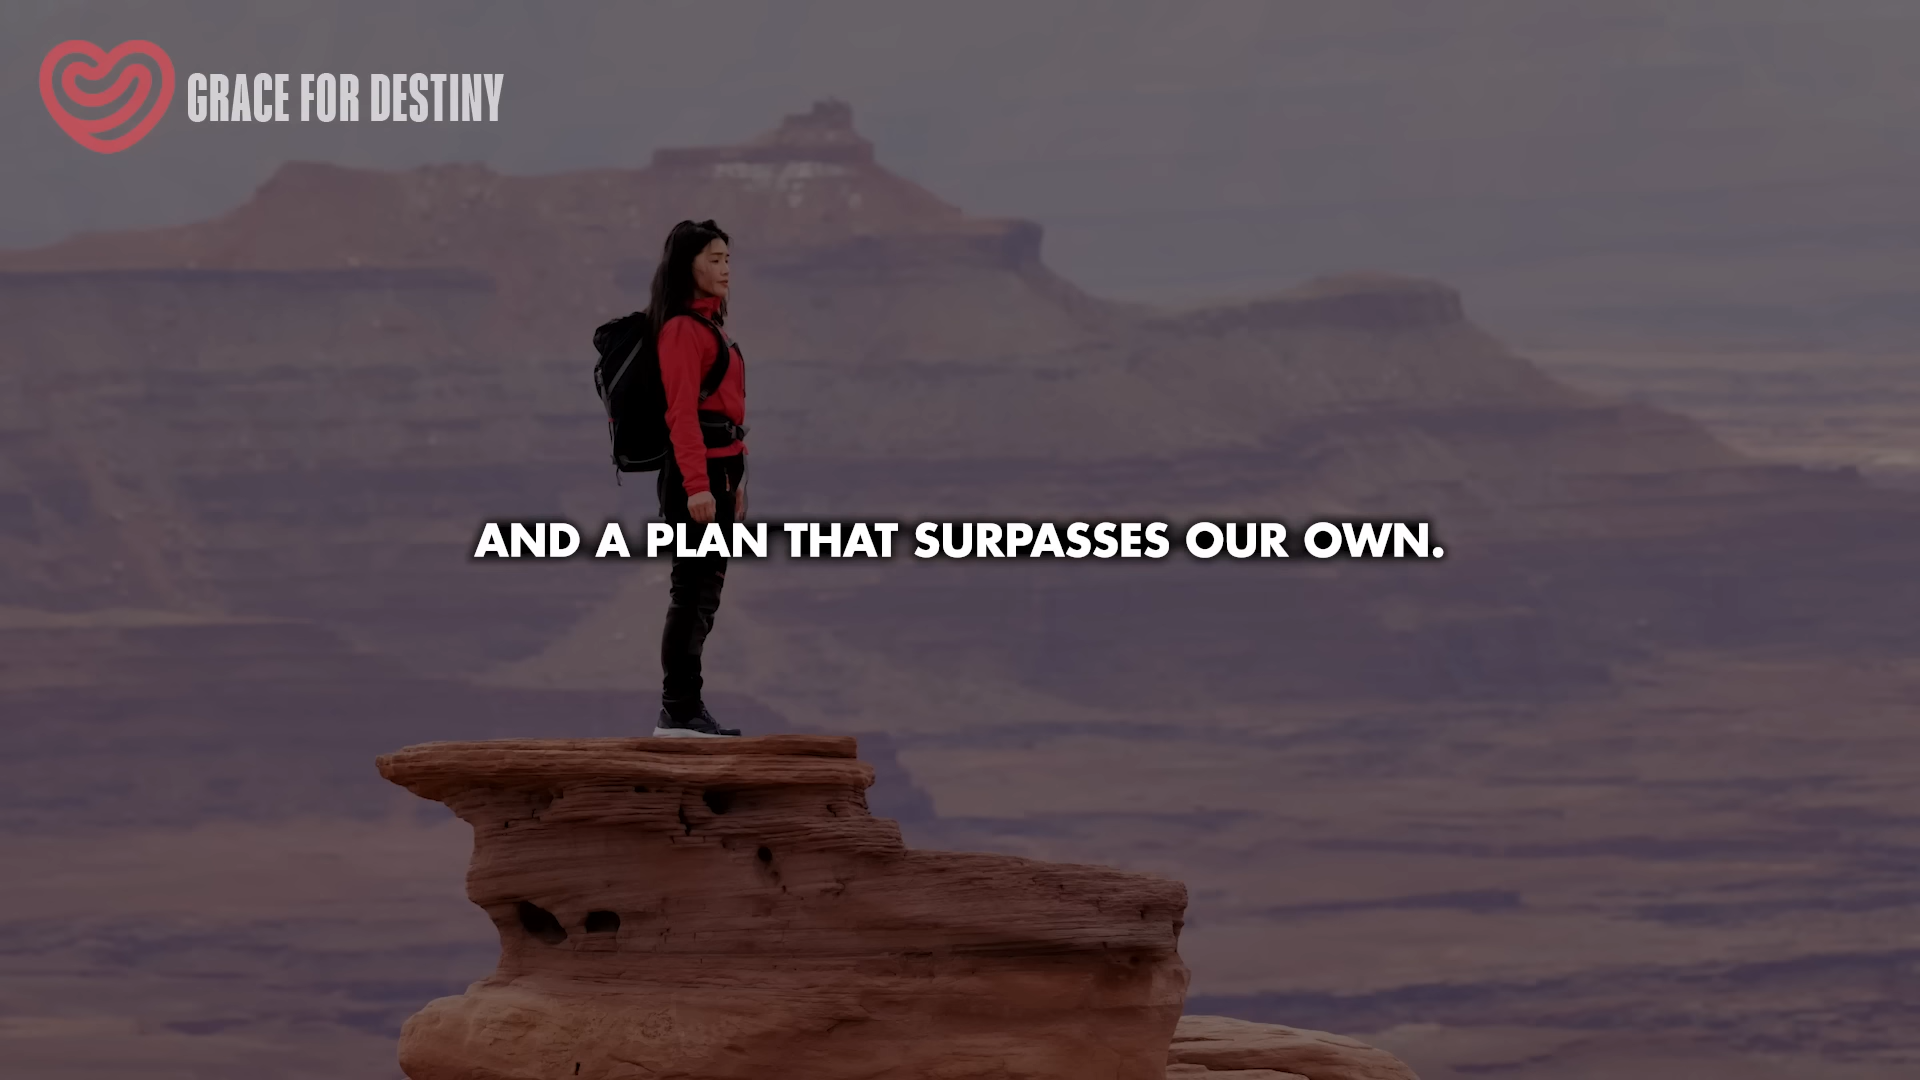 GRACE FOR DESTINY
AND A PLAN THAT SURPASSES OUR OWN.